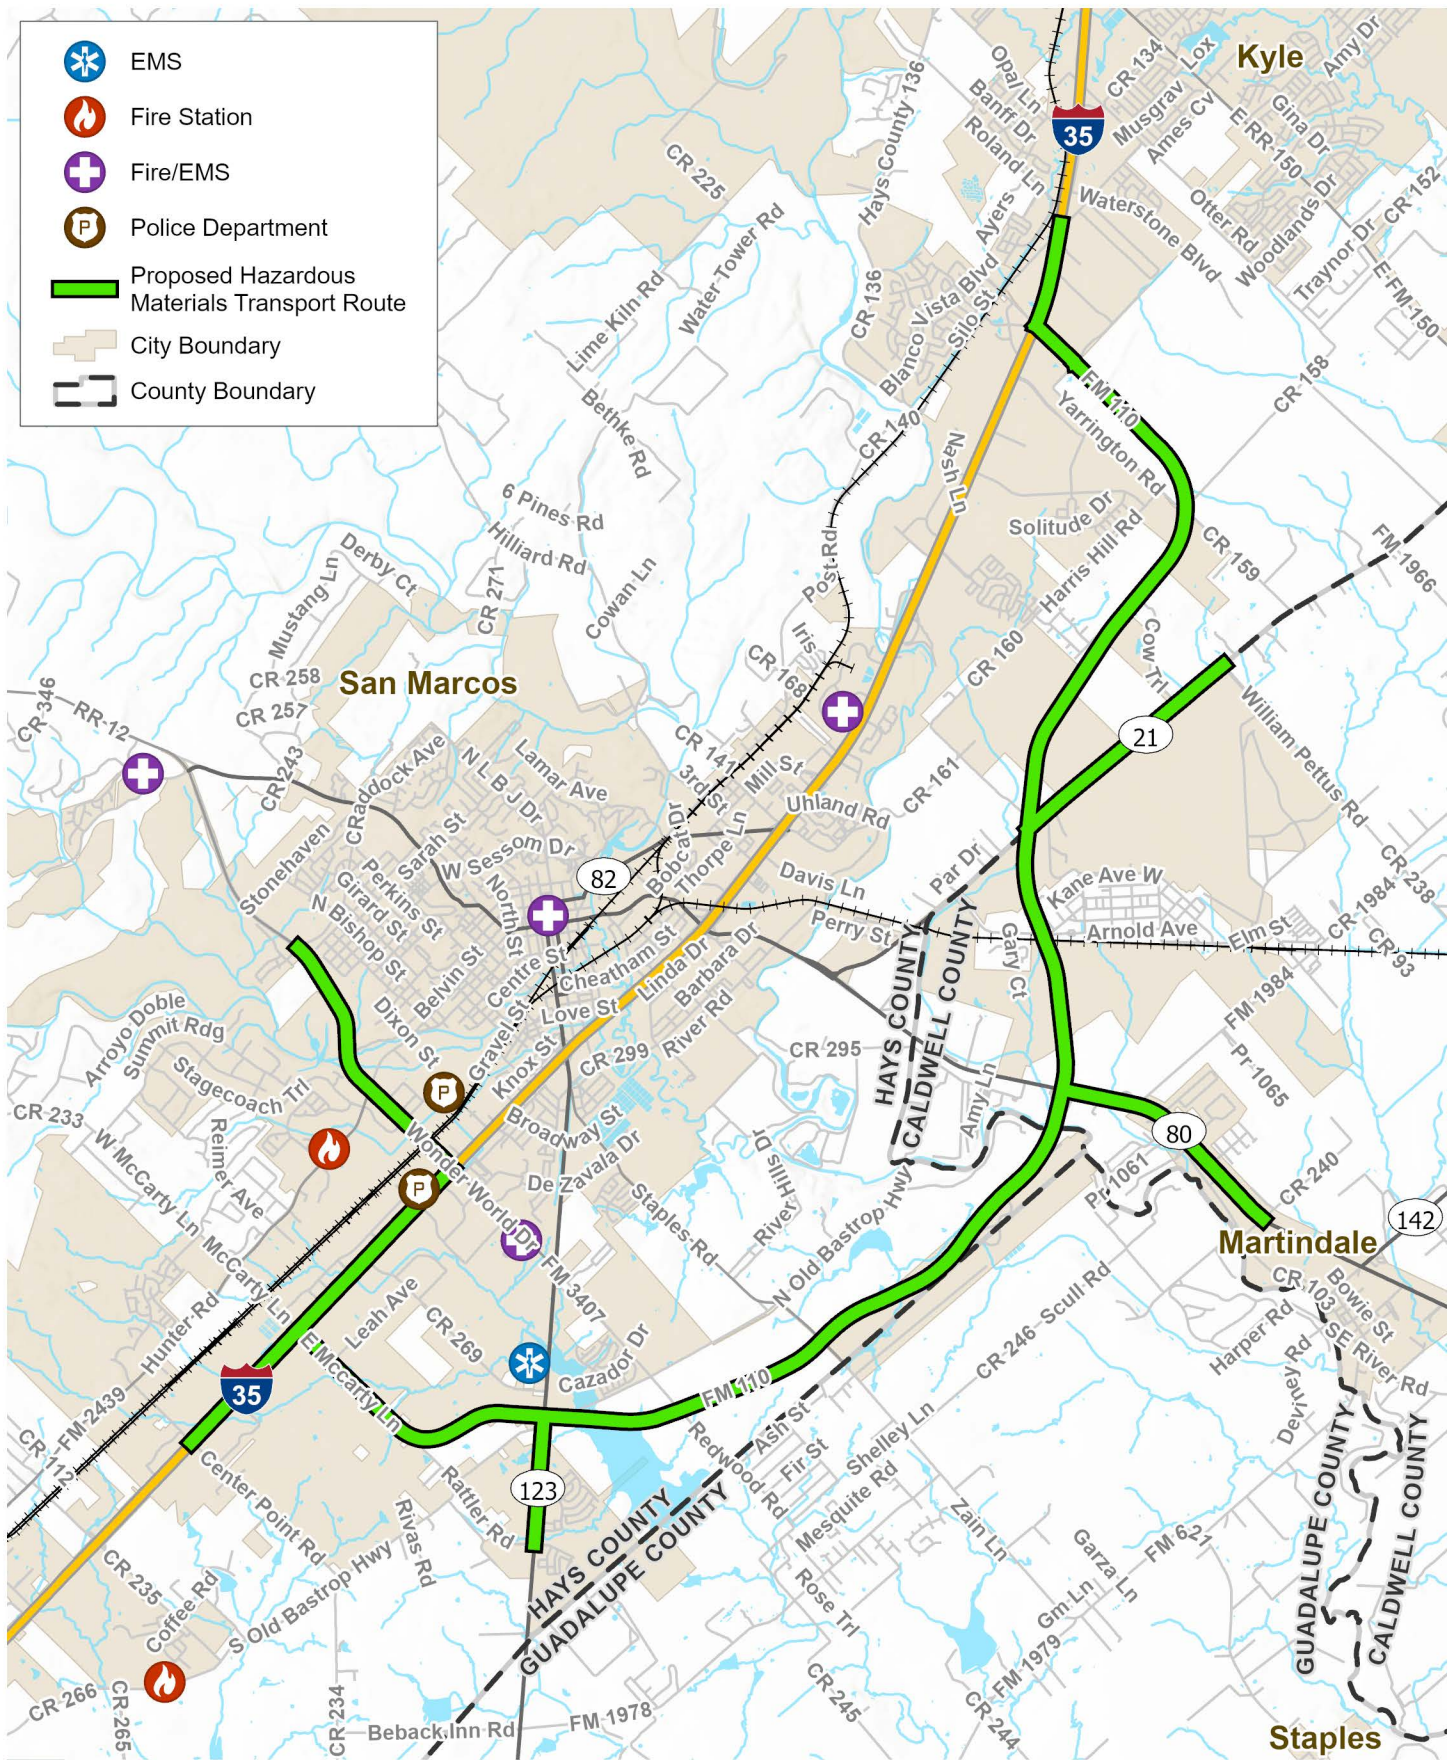 EMS
Fire Station
Fire/EMS
Police Department
Proposed Hazardous
Materials Transport Route
City Boundary
County Boundary
Kyle
Amy Dr
Lox
CR 134
Musgrav
Ames Cv
Gina Dr
E RR 150
Opal Ln
Banff Dr
Roland Ln
Hays County 136
35
CR 225
CR 152
Otter Rd
Woodlands Dr
Traynor Dr
E FM 150
Waterstone Blvd
Ayers
Water Tower Rd
Lime Kiln Rd
CR 136
Blanco Vista Blvd
Silo St
Bethke Rd
CR 140
FM 110
CR 158
Yarrington Rd
Nash Ln
6 Pines Rd
Hilliard Rd
Solitude Dr
Harris Hill Rd
CR 159
FM 1966
Derby Ct
Mustang Ln
CR 271
Cowan Ln
Post Rd
Iris
CR 168
CR 160
Cow Trl
CR 258
San Marcos
CR 257
CR 346
RR-12
CR 243
CR 141
21
William Pettus Rd
Craddock Ave
N L B J Dr
Lamar Ave
3rd St
Mill St
Uhland Rd
CR 161
Sarah St
W Sessom Dr
Bobcat Dr
Thorpe Ln
82
Stonehaven
Perkins St
Girard St
N Bishop St
North St
Davis Ln
Perry St
Par Dr
Kane Ave W
Arnold Ave
Elm St
CR 1984
CR 238
CR 93
Belvin St
Centre St
Cheatham St
Linda Dr
Barbara Dr
River Rd
Love St
HAYS COUNTY
CALDWELL COUNTY
Gary Ct
FM 1984
Dixon St
Gravel St
Knox St
CR 299
CR 295
Pr 1065
Arroyo Doble
Summit Rdg
Stagecoach Trl
Amy Ln
CR 233
W McCarty Ln
Reimer Ave
Wonder World Dr
Broadway St
De Zavala Dr
River Hills Dr
Staples Rd
N Old Bastrop Hwy
Pr 1061
80
CR 240
142
Martindale
McCarty Ln
Hunter Rd
Leah Ave
CR 269
FM 3407
CR 246
Scull Rd
CR 103
Bowie St
Harper Rd
SE River Rd
35
E Mccarty Ln
Cazador Dr
FM 110
FM-2439
CR 112
Deviney Rd
Center Point Rd
Rattler Rd
123
Redwood Rd
Ash St
Fir St
Shelley Ln
Mesquite Rd
Rivas Rd
HAYS COUNTY
GUADALUPE COUNTY
Zain Ln
Garza Ln
FM 621
GUADALUPE COUNTY
CALDWELL COUNTY
CR 235
Coffee Rd
S Old Bastrop Hwy
Rose Trl
Gm Ln
FM 1979
CR 266
CR 265
CR 234
Beback Inn Rd
FM 1978
CR 245
CR 244
Staples
P
P
P